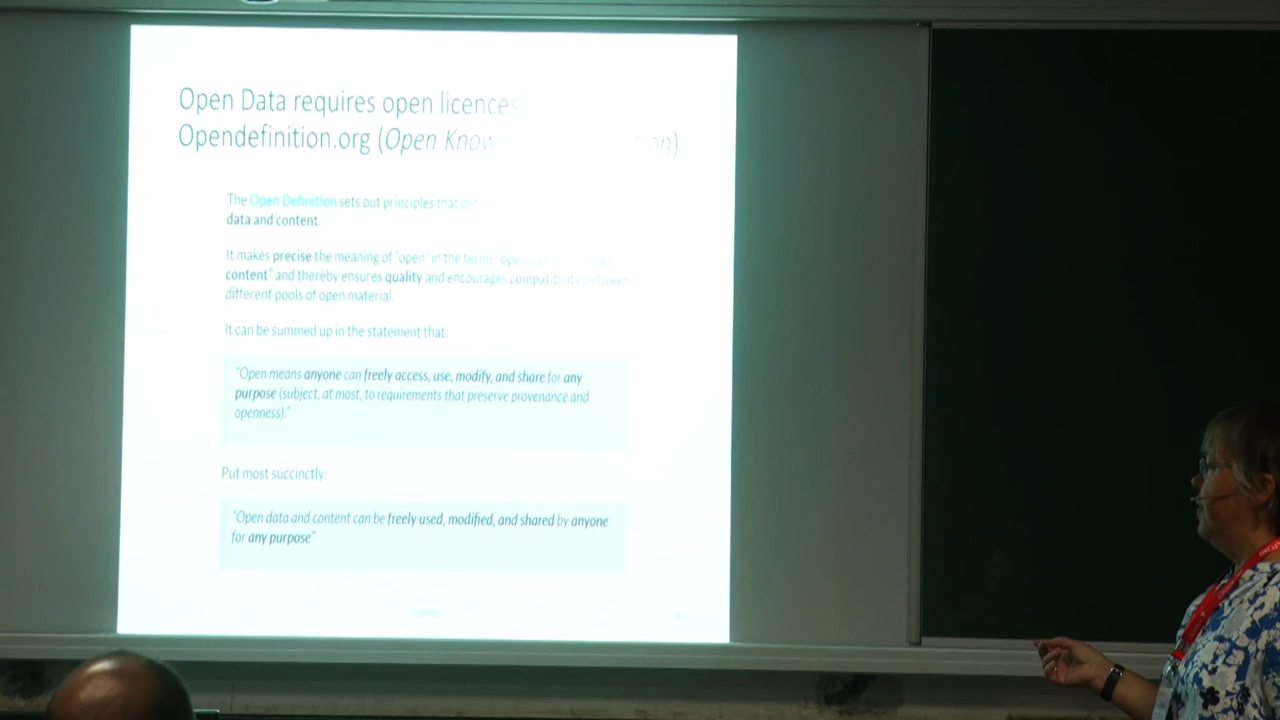 Open Data requires open licences!
Opendefinition.org (Open Know on)
The Open Definition sets out principles that
data and content.
It makes precise the meaning of "open" in the terms "open
content" and thereby ensures quality and encourages compatibility between
different pools of open material.
It can be summed up in the statement that:
"Open means anyone can freely access, use, modify, and share for any
purpose (subject, at most, to requirements that preserve provenance and
openness)."
Put most succinctly:
"Open data and content can be freely used, modified, and shared by anyone
for any purpose"